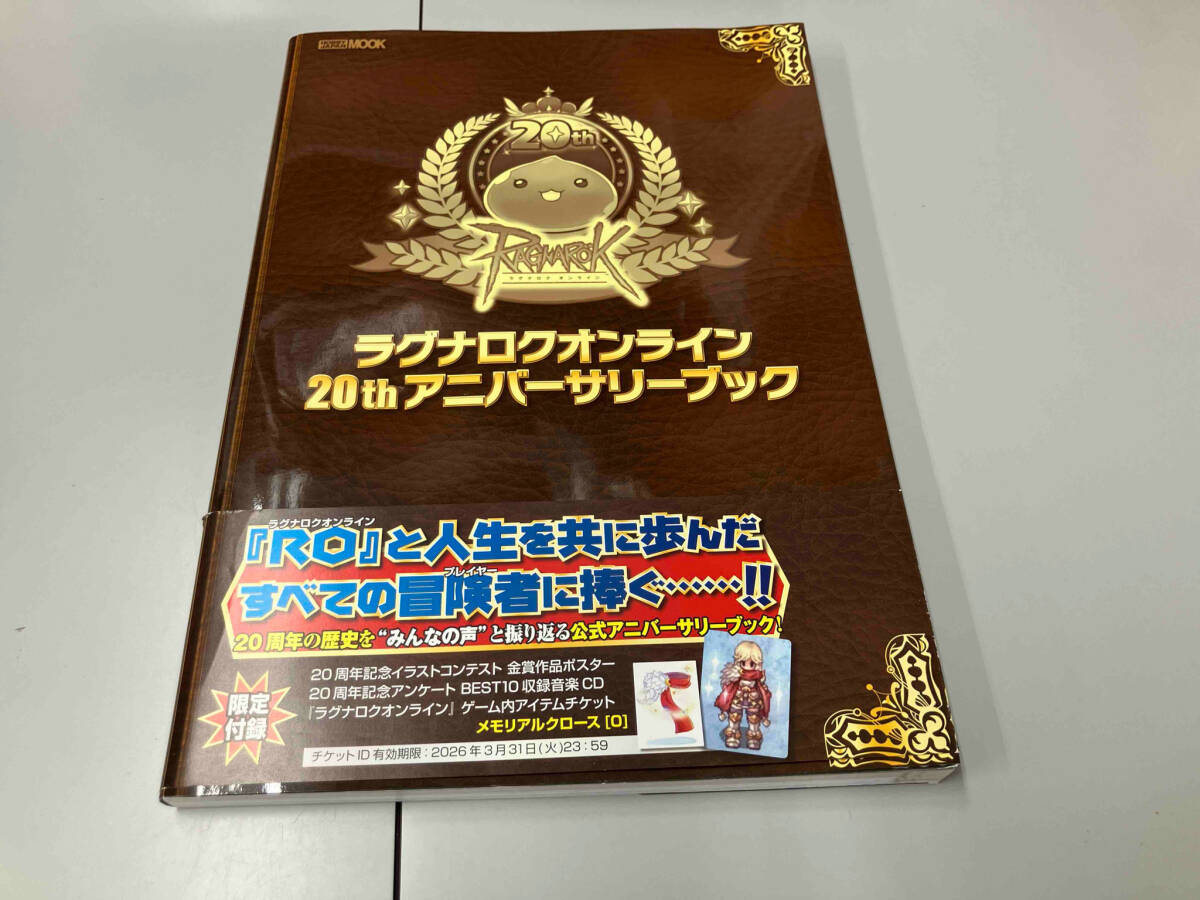 HOBBY JAPAN MOOK
20th
RAGNAROK
ラグナロク オンライン
ラグナロクオンライン
20thアニバーサリーブック
ラグナロクオンライン
『RO』と人生を共に歩んだ
プレイヤー
すべての冒険者に捧ぐ……!!
20周年の歴史を“みんなの声”と振り返る公式アニバーサリーブック!
限定
付録
20周年記念イラストコンテスト 金賞作品ポスター
20周年記念アンケート BEST10収録音楽CD
『ラグナロクオンライン』ゲーム内アイテムチケット
メモリアルクロース [0]
チケットID有効期限:2026年3月31日(火)23:59